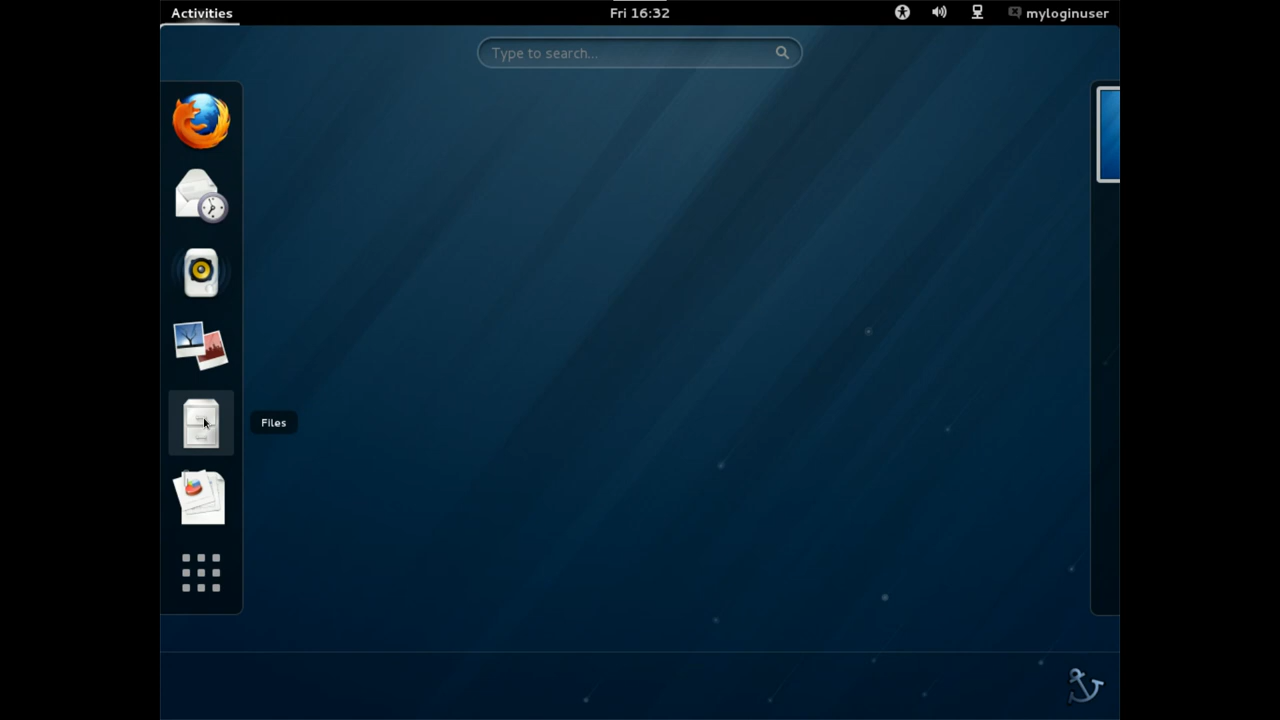 Activities
Fri 16:32
myloginuser
Type to search...
Files